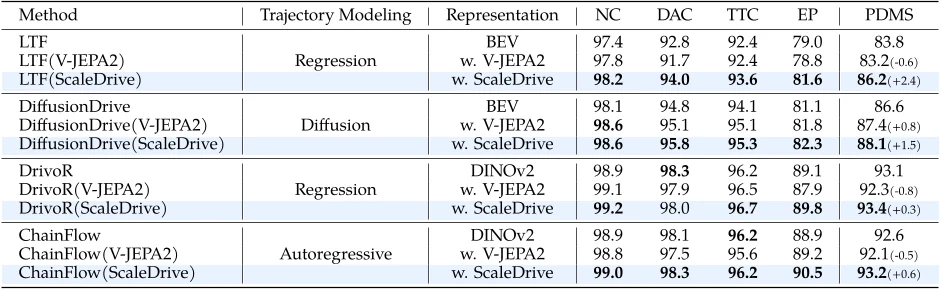 Method Trajectory Modeling Representation NC DAC TTC EP PDMS
LTF BEV 97.4 92.8 92.4 79.0 83.8
LTF(V-JEPA2) Regression w. V-JEPA2 97.8 91.7 92.4 78.8 83.2(-0.6)
LTF(ScaleDrive) w. ScaleDrive 98.2 94.0 93.6 81.6 86.2(+2.4)
DiffusionDrive BEV 98.1 94.8 94.1 81.1 86.6
DiffusionDrive(V-JEPA2) Diffusion w. V-JEPA2 98.6 95.1 95.1 81.8 87.4(+0.8)
DiffusionDrive(ScaleDrive) w. ScaleDrive 98.6 95.8 95.3 82.3 88.1(+1.5)
DrivoR DINOv2 98.9 98.3 96.2 89.1 93.1
DrivoR(V-JEPA2) Regression w. V-JEPA2 99.1 97.9 96.5 87.9 92.3(-0.8)
DrivoR(ScaleDrive) w. ScaleDrive 99.2 98.0 96.7 89.8 93.4(+0.3)
ChainFlow DINOv2 98.9 98.1 96.2 88.9 92.6
ChainFlow(V-JEPA2) Autoregressive w. V-JEPA2 98.8 97.5 95.6 89.2 92.1(-0.5)
ChainFlow(ScaleDrive) w. ScaleDrive 99.0 98.3 96.2 90.5 93.2(+0.6)